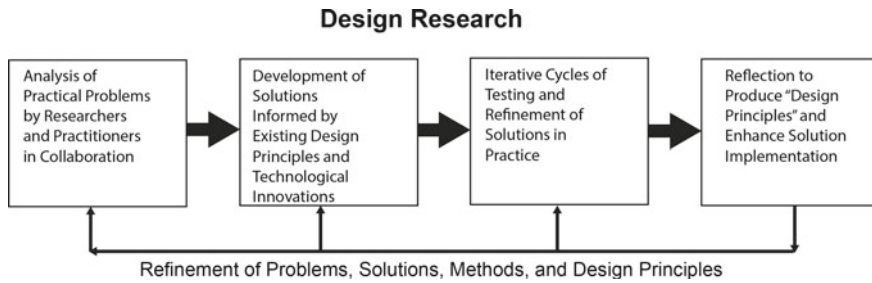 Design Research
Analysis of
Practical Problems
by Researchers
and Practitioners
in Collaboration
Development of
Solutions
Informed by
Existing Design
Principles and
Technological
Innovations
Iterative Cycles of
Testing and
Refinement of
Solutions in
Practice
Reflection to
Produce “Design
Principles” and
Enhance Solution
Implementation
Refinement of Problems, Solutions, Methods, and Design Principles